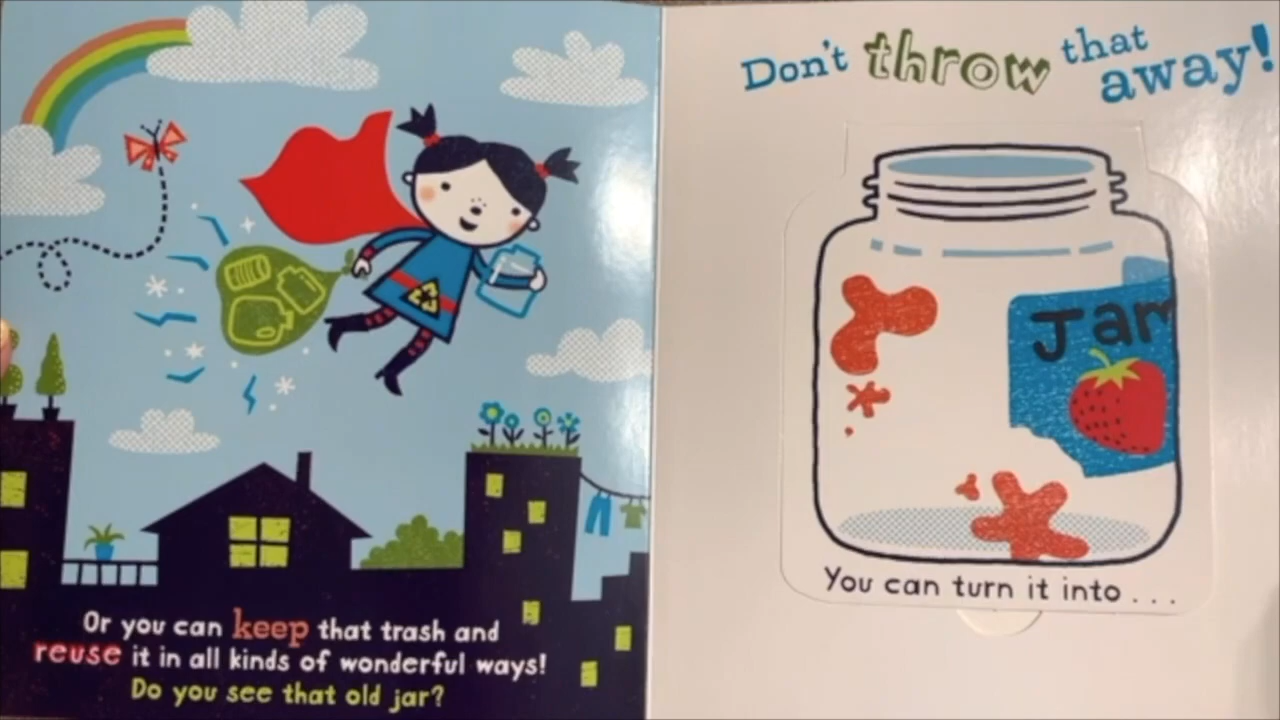 Or you can keep that trash and
reuse it in all kinds of wonderful ways!
Do you see that old jar?
Don't throw that
away!
Jam
You can turn it into . . .